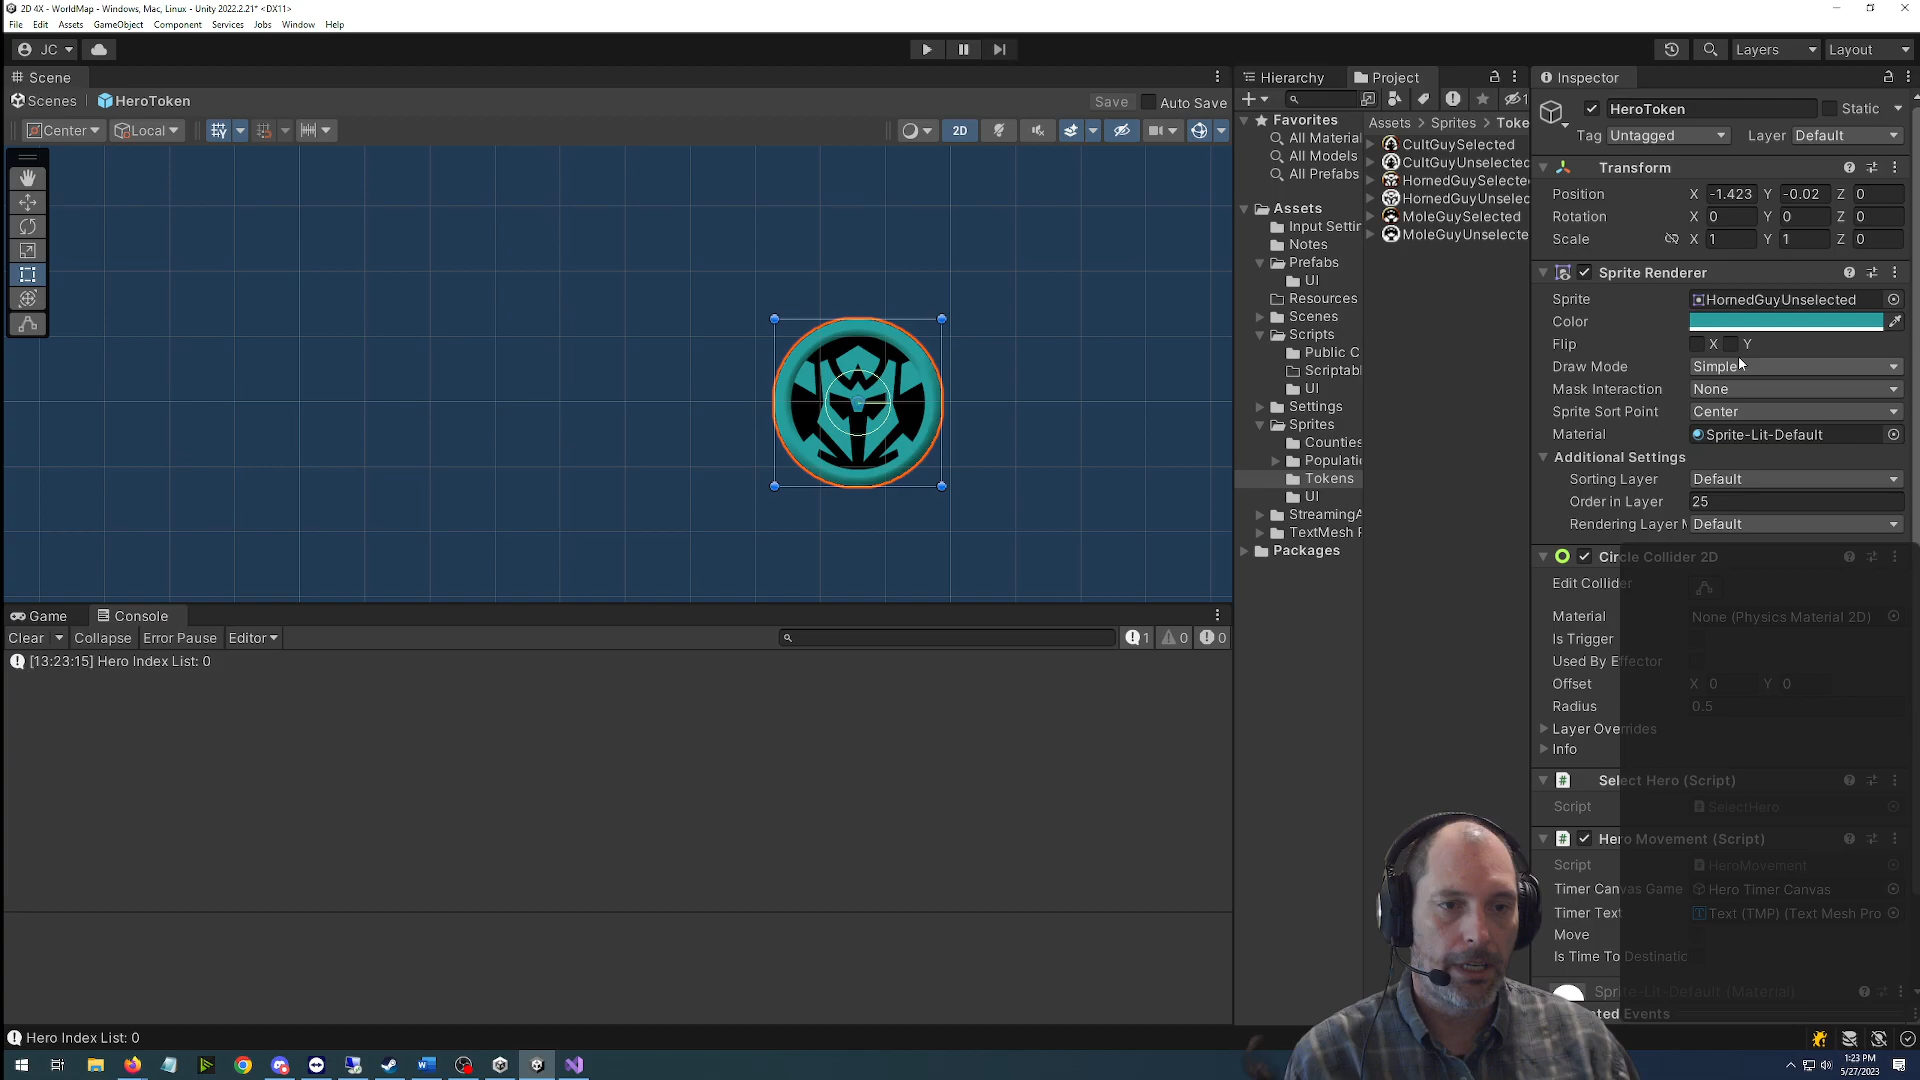 2D 4X - WorldMap - Windows, Mac, Linux - Unity 2022.2.21* <DX11>
File Edit Assets GameObject Component Services Jobs Window Help
JC
Layers Layout
Scene
Scenes HeroToken
Save Auto Save
Center Local
2D
Hierarchy Project
1
Favorites
All Material
All Models
All Prefabs
Assets
Input Settir
Notes
Prefabs
UI
Resources
Scenes
Scripts
Public C
Scriptabl
UI
Settings
Sprites
Counties
Populati
Tokens
UI
StreamingA
TextMesh F
Packages
Assets > Sprites > Toke
CultGuySelected
CultGuyUnselected
HornedGuySelecte
HornedGuyUnselec
MoleGuySelected
MoleGuyUnselecte
Inspector
HeroToken Static
Tag Untagged Layer Default
Transform
Position X -1.423 Y -0.02 Z 0
Rotation X 0 Y 0 Z 0
Scale X 1 Y 1 Z 0
Sprite Renderer
Sprite HornedGuyUnselected
Color
Flip X Y
Draw Mode Simple
Mask Interaction None
Sprite Sort Point Center
Material Sprite-Lit-Default
Additional Settings
Sorting Layer Default
Order in Layer 25
Rendering Layer M Default
Circle Collider 2D
Edit Collider
Material None (Physics Material 2D)
Is Trigger
Used By Effector
Offset X 0 Y 0
Radius 0.5
Layer Overrides
Info
Select Hero (Script)
Script SelectHero
Hero Movement (Script)
Script HeroMovement
Timer Canvas Game Hero Timer Canvas
Timer Text Text (TMP) (Text Mesh Pro
Move
Is Time To Destinatic
Sprite-Lit-Default (Material)
ted Events
Game Console
Clear Collapse Error Pause Editor
1 0 0
[13:23:15] Hero Index List: 0
Hero Index List: 0
1:23 PM
5/27/2023